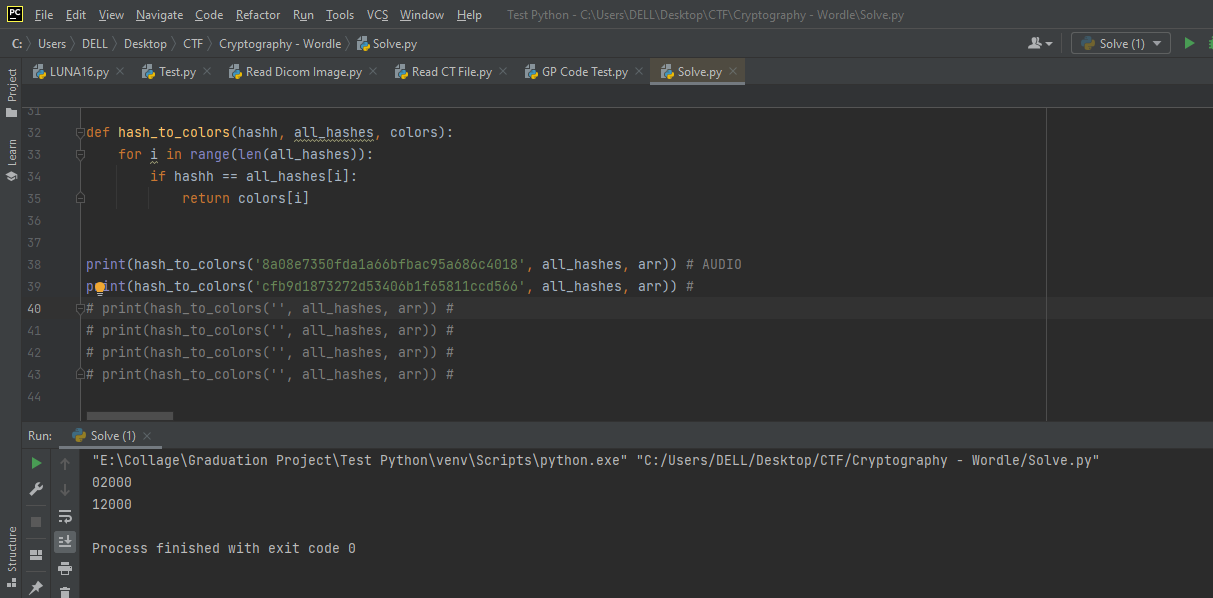 PC File Edit View Navigate Code Refactor Run Tools VCS Window Help Test Python - C:\Users\DELL\Desktop\CTF\Cryptography - Wordle\Solve.py
C: Users DELL Desktop CTF Cryptography - Wordle Solve.py Solve (1)
LUNA16.py Test.py Read Dicom Image.py Read CT File.py GP Code Test.py Solve.py
Project
Learn
Structure
31
32 def hash_to_colors(hashh, all_hashes, colors):
33 for i in range(len(all_hashes)):
34 if hashh == all_hashes[i]:
35 return colors[i]
36
37
38 print(hash_to_colors('8a08e7350fda1a66bfbac95a686c4018', all_hashes, arr)) # AUDIO
39 print(hash_to_colors('cfb9d1873272d53406b1f65811ccd566', all_hashes, arr)) #
40 # print(hash_to_colors('', all_hashes, arr)) #
41 # print(hash_to_colors('', all_hashes, arr)) #
42 # print(hash_to_colors('', all_hashes, arr)) #
43 # print(hash_to_colors('', all_hashes, arr)) #
44
Run: Solve (1)
"E:\Collage\Graduation Project\Test Python\venv\Scripts\python.exe" "C:/Users/DELL/Desktop/CTF/Cryptography - Wordle/Solve.py"
02000
12000
Process finished with exit code 0